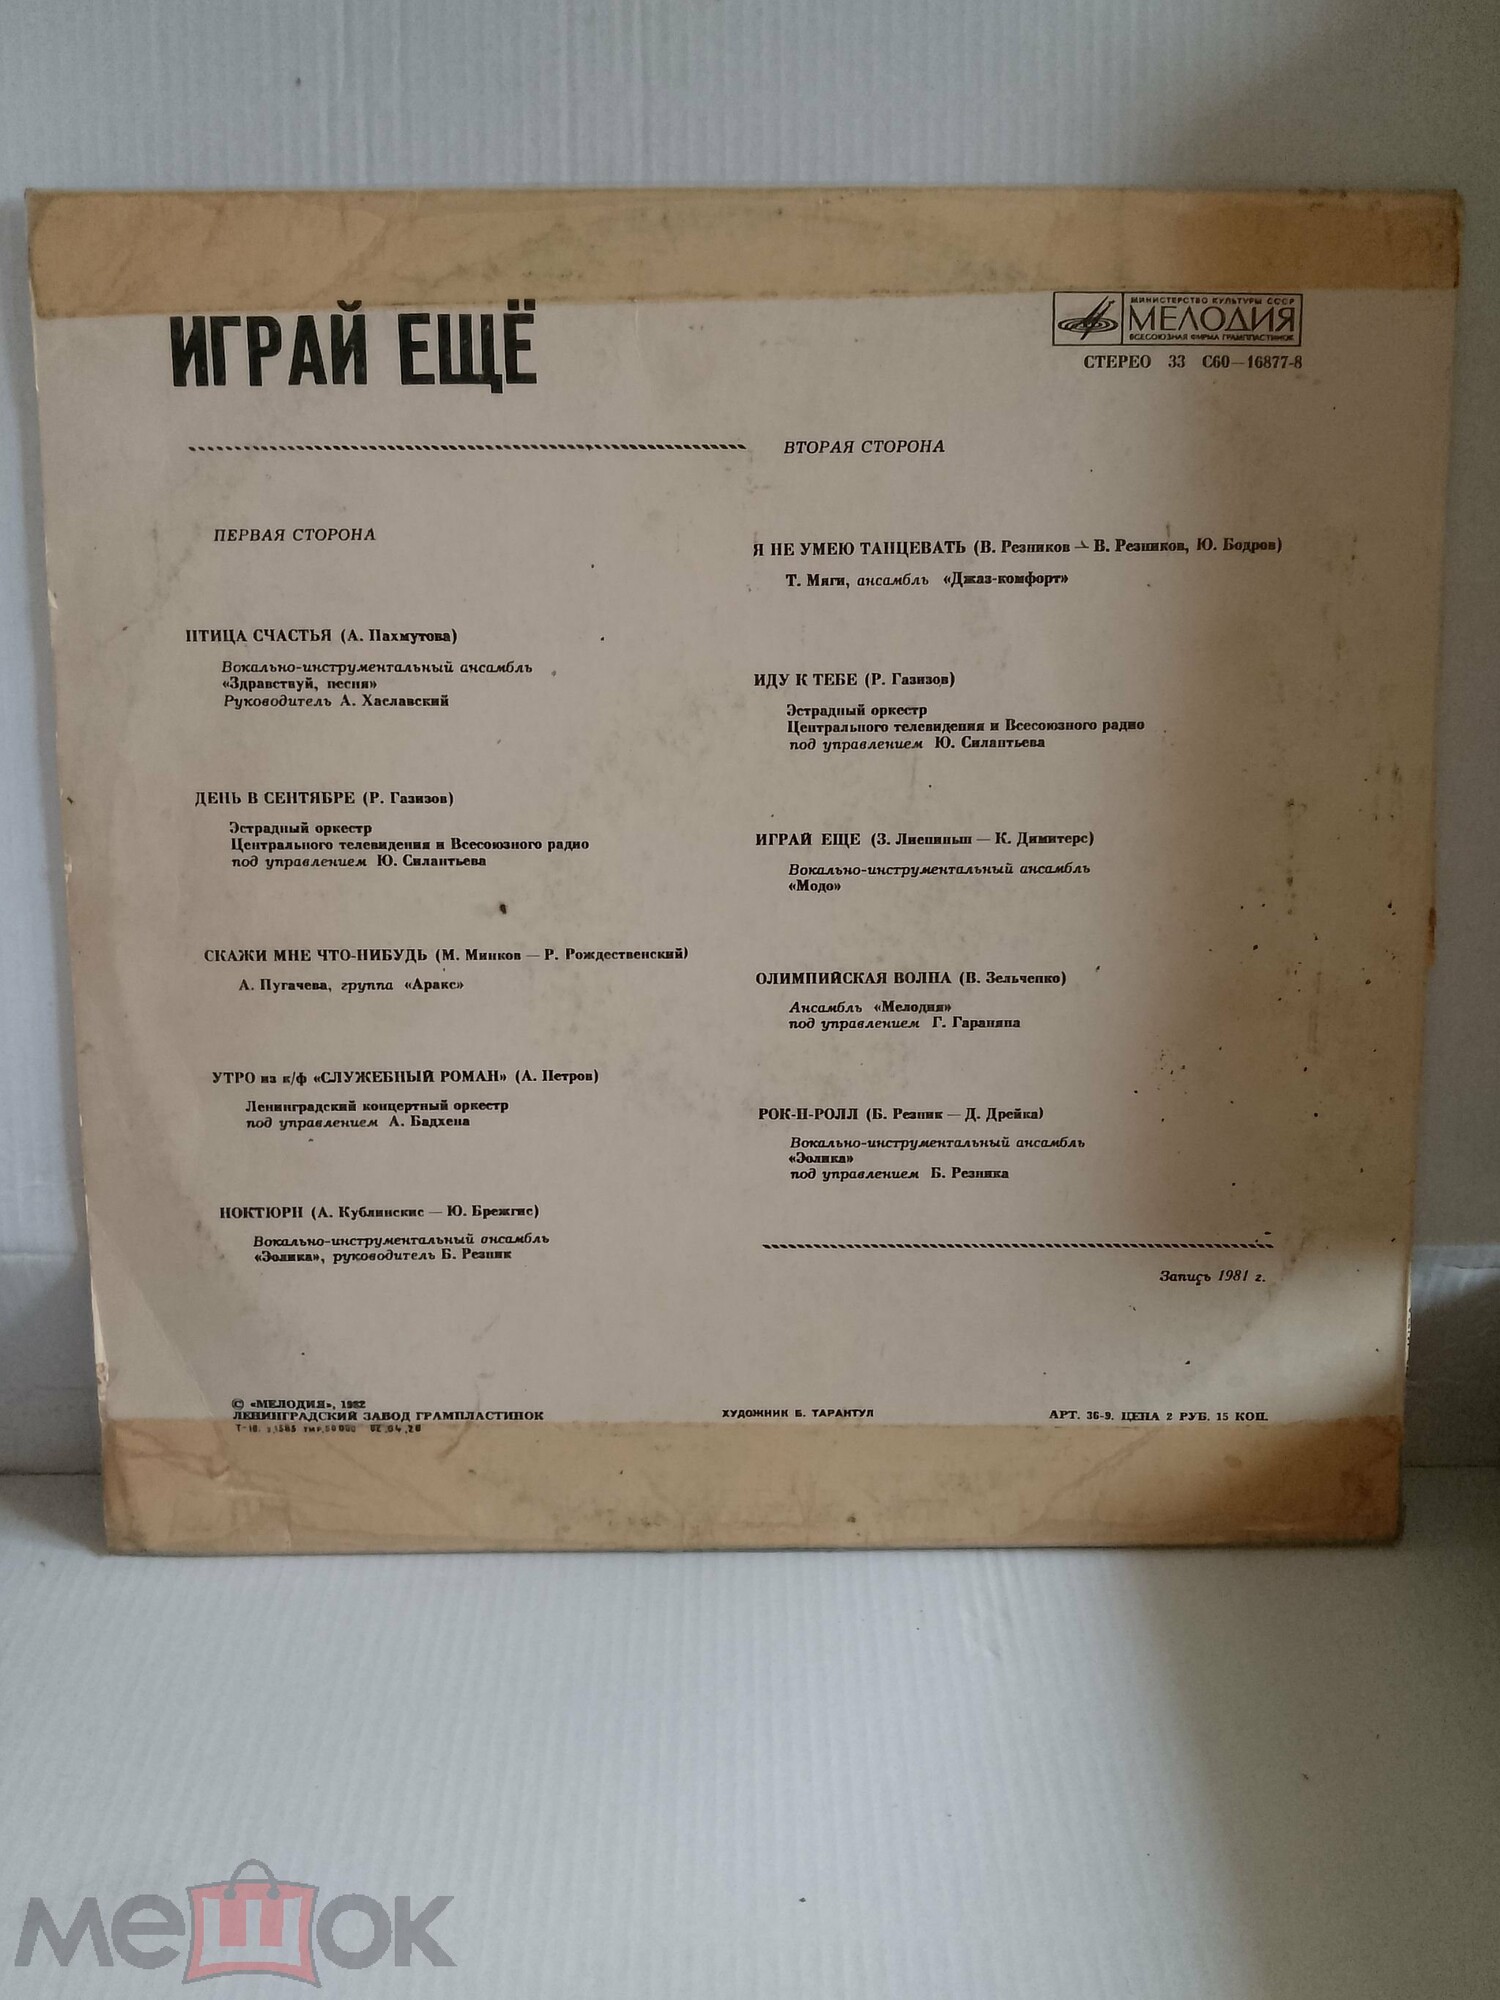 ИГРАЙ ЕЩЁ
МИНИСТЕРСТВО КУЛЬТУРЫ СССР
МЕЛОДИЯ
ВСЕСОЮЗНАЯ ФИРМА ГРАМПЛАСТИНОК
СТЕРЕО 33 С60—16877-8
ПЕРВАЯ СТОРОНА
ПТИЦА СЧАСТЬЯ (А. Пахмутова)
Вокально-инструментальный ансамбль
«Здравствуй, песня»
Руководитель А. Хаславский
ДЕНЬ В СЕНТЯБРЕ (Р. Газизов)
Эстрадный оркестр
Центрального телевидения и Всесоюзного радио
под управлением Ю. Силантьева
СКАЖИ МНЕ ЧТО-НИБУДЬ (М. Минков — Р. Рождественский)
А. Пугачева, группа «Аракс»
УТРО из к/ф «СЛУЖЕБНЫЙ РОМАН» (А. Петров)
Ленинградский концертный оркестр
под управлением А. Бадхена
НОКТЮРН (А. Кублинскис — Ю. Брежгис)
Вокально-инструментальный ансамбль
«Эолика», руководитель Б. Резник
ВТОРАЯ СТОРОНА
Я НЕ УМЕЮ ТАНЦЕВАТЬ (В. Резников — В. Резников, Ю. Бодров)
Т. Мяги, ансамбль «Джаз-комфорт»
ИДУ К ТЕБЕ (Р. Газизов)
Эстрадный оркестр
Центрального телевидения и Всесоюзного радио
под управлением Ю. Силантьева
ИГРАЙ ЕЩЕ (З. Лиепиньш — К. Димитерс)
Вокально-инструментальный ансамбль
«Модо»
ОЛИМПИЙСКАЯ ВОЛНА (В. Зельченко)
Ансамбль «Мелодия»
под управлением Г. Гараняна
РОК-Н-РОЛЛ (Б. Резник — Д. Дрейка)
Вокально-инструментальный ансамбль
«Эолика»
под управлением Б. Резника
Запись 1981 г.
© «МЕЛОДИЯ», 1982
ЛЕНИНГРАДСКИЙ ЗАВОД ГРАМПЛАСТИНОК
ХУДОЖНИК Б. ТАРАНТУЛ
АРТ. 36-9. ЦЕНА 2 РУБ. 15 КОП.
мешок